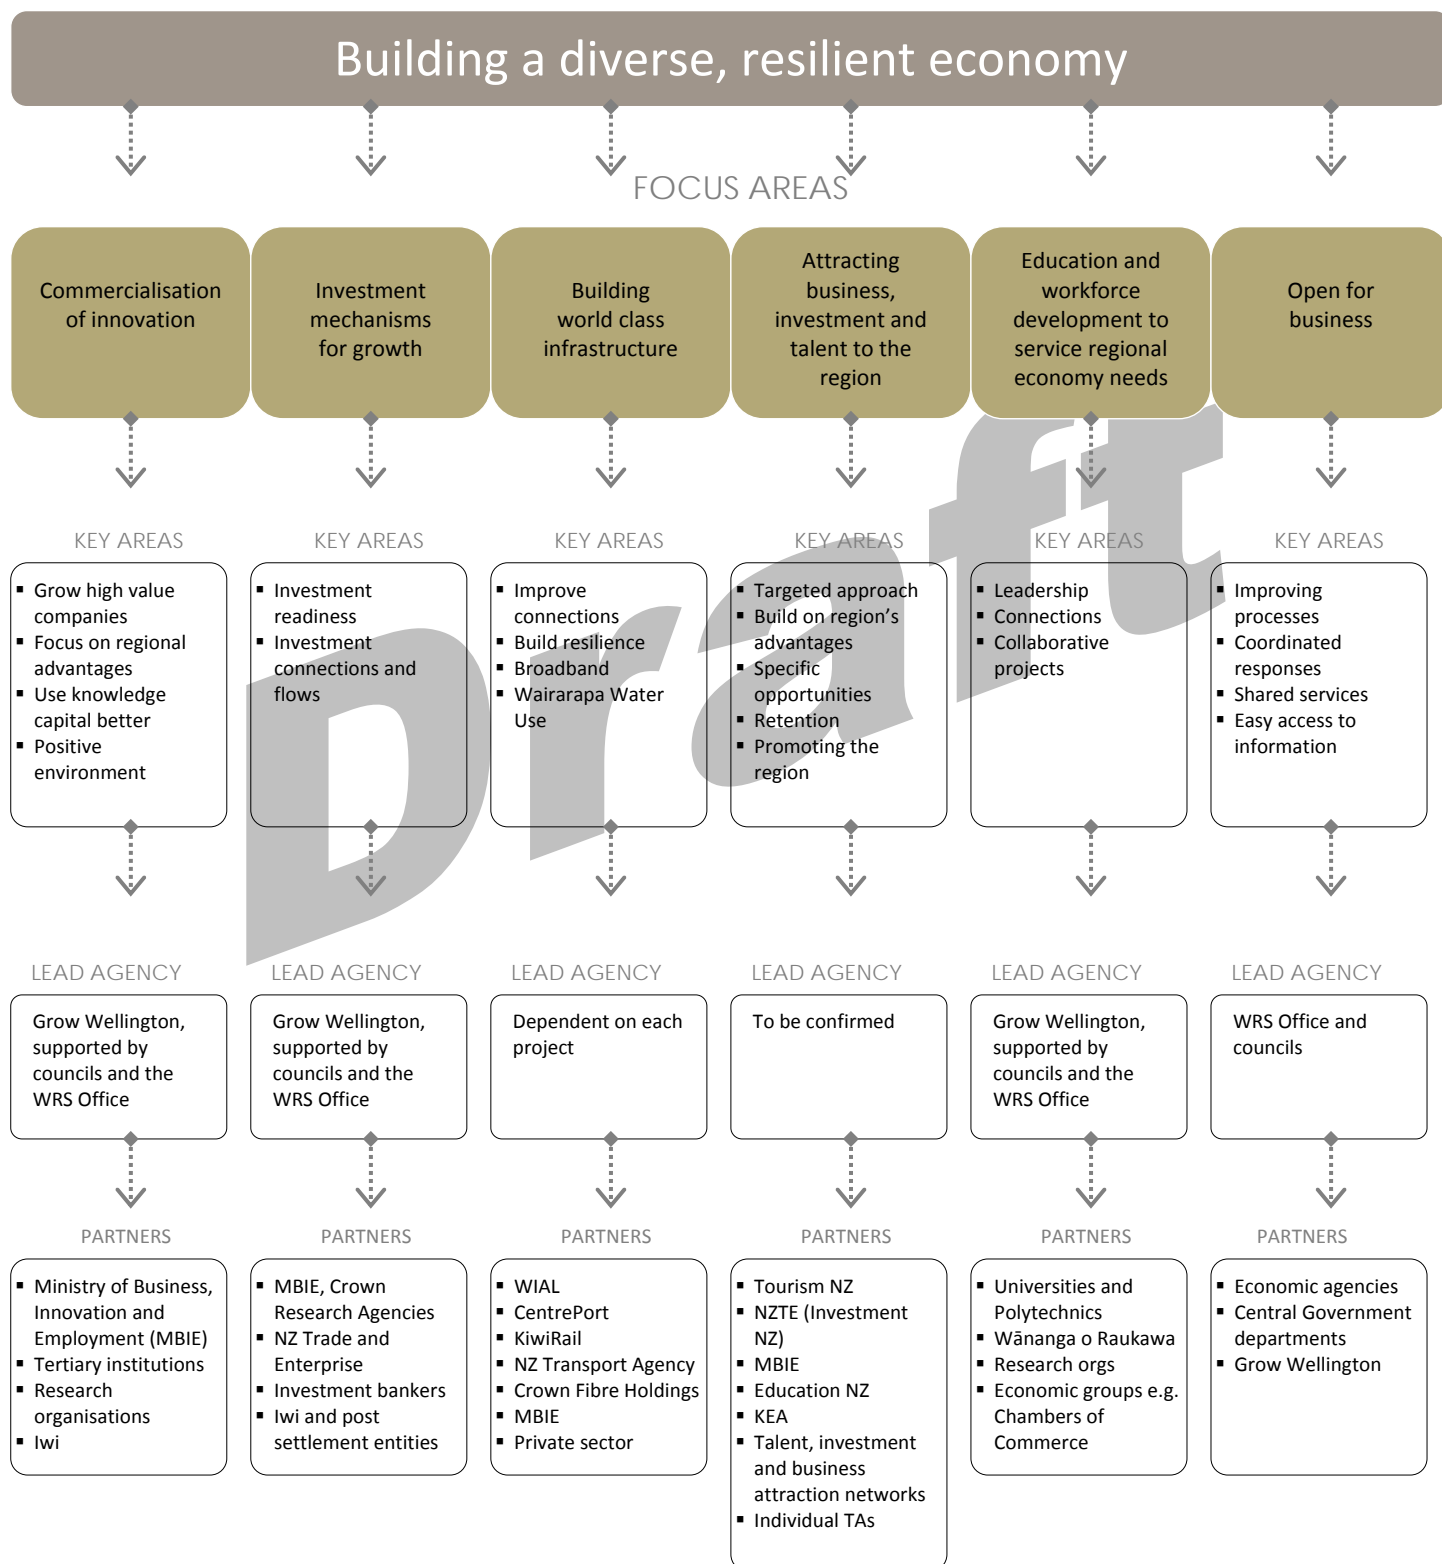 Building a diverse, resilient economy
FOCUS AREAS
Commercialisation
of innovation
Investment
mechanisms
for growth
Building
world class
infrastructure
Attracting
business,
investment and
talent to the
region
Education and
workforce
development to
service regional
economy needs
Open for
business
KEY AREAS
▪ Grow high value
companies
▪ Focus on regional
advantages
▪ Use knowledge
capital better
▪ Positive
environment
KEY AREAS
▪ Investment
readiness
▪ Investment
connections and
flows
KEY AREAS
▪ Improve
connections
▪ Build resilience
▪ Broadband
▪ Wairarapa Water
Use
KEY AREAS
▪ Targeted approach
▪ Build on region's
advantages
▪ Specific
opportunities
▪ Retention
▪ Promoting the
region
KEY AREAS
▪ Leadership
▪ Connections
▪ Collaborative
projects
KEY AREAS
▪ Improving
processes
▪ Coordinated
responses
▪ Shared services
▪ Easy access to
information
Draft
LEAD AGENCY
Grow Wellington,
supported by
councils and the
WRS Office
LEAD AGENCY
Grow Wellington,
supported by
councils and the
WRS Office
LEAD AGENCY
Dependent on each
project
LEAD AGENCY
To be confirmed
LEAD AGENCY
Grow Wellington,
supported by
councils and the
WRS Office
LEAD AGENCY
WRS Office and
councils
PARTNERS
▪ Ministry of Business,
Innovation and
Employment (MBIE)
▪ Tertiary institutions
▪ Research
organisations
▪ Iwi
PARTNERS
▪ MBIE, Crown
Research Agencies
▪ NZ Trade and
Enterprise
▪ Investment bankers
▪ Iwi and post
settlement entities
PARTNERS
▪ WIAL
▪ CentrePort
▪ KiwiRail
▪ NZ Transport Agency
▪ Crown Fibre Holdings
▪ MBIE
▪ Private sector
PARTNERS
▪ Tourism NZ
▪ NZTE (Investment
NZ)
▪ MBIE
▪ Education NZ
▪ KEA
▪ Talent, investment
and business
attraction networks
▪ Individual TAs
PARTNERS
▪ Universities and
Polytechnics
▪ Wānanga o Raukawa
▪ Research orgs
▪ Economic groups e.g.
Chambers of
Commerce
PARTNERS
▪ Economic agencies
▪ Central Government
departments
▪ Grow Wellington